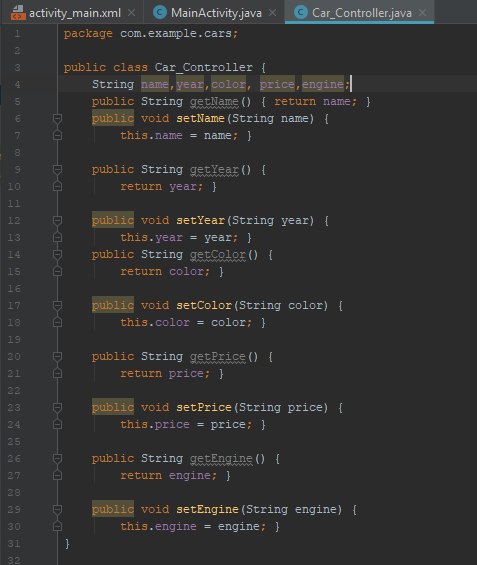 activity_main.xml × MainActivity.java × Car_Controller.java ×
1 package com.example.cars;
2
3 public class Car_Controller {
4 String name,year,color, price,engine;
5 public String getName() { return name; }
6 public void setName(String name) {
7 this.name = name; }
8
9 public String getYear() {
10 return year; }
11
12 public void setYear(String year) {
13 this.year = year; }
14 public String getColor() {
15 return color; }
16
17 public void setColor(String color) {
18 this.color = color; }
19
20 public String getPrice() {
21 return price; }
22
23 public void setPrice(String price) {
24 this.price = price; }
25
26 public String getEngine() {
27 return engine; }
28
29 public void setEngine(String engine) {
30 this.engine = engine; }
31 }
32